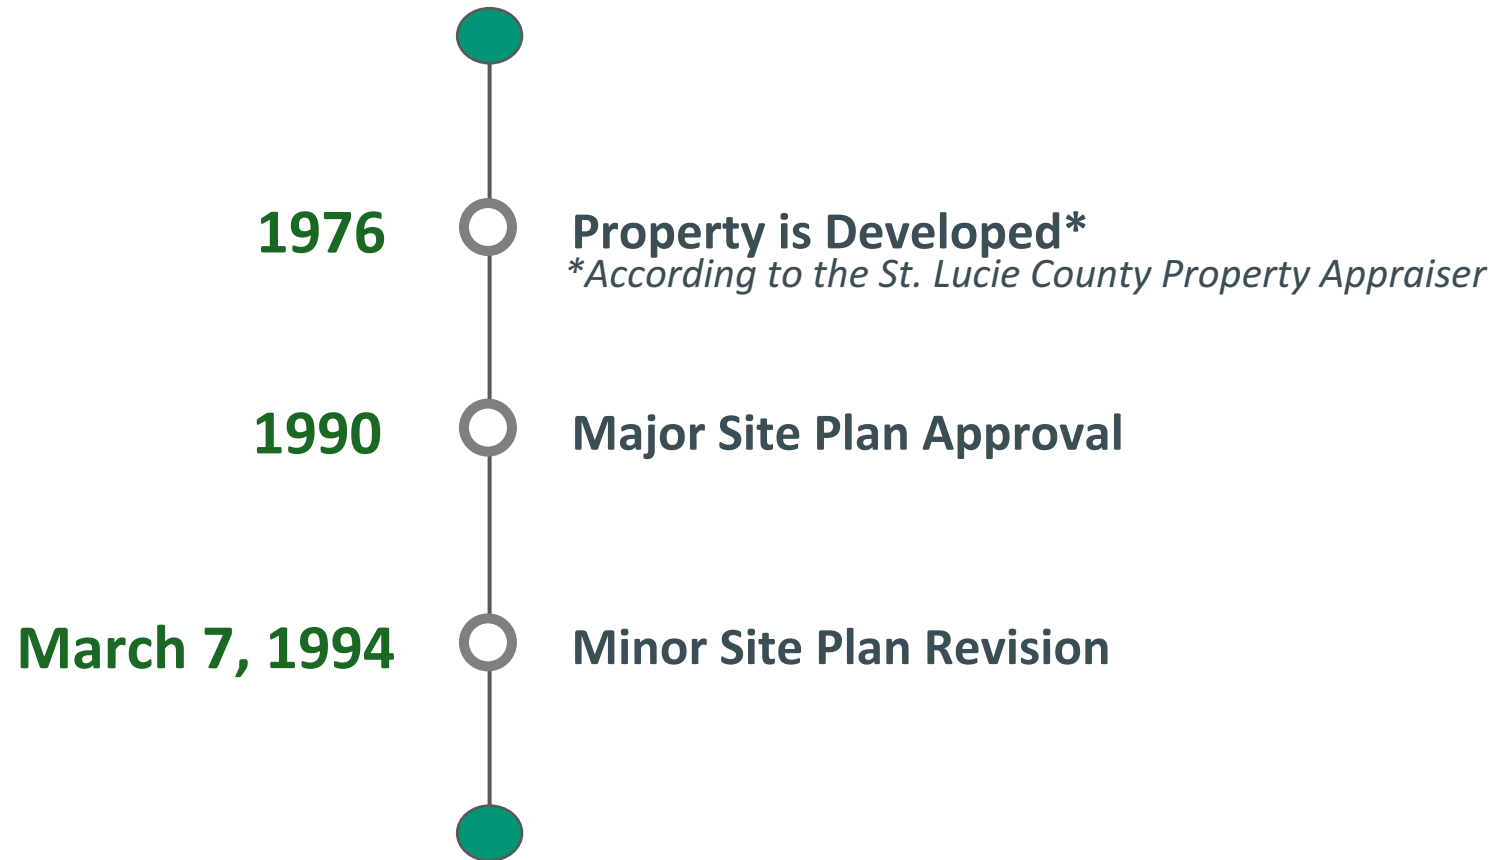 1976
Property is Developed*
*According to the St. Lucie County Property Appraiser
1990
Major Site Plan Approval
March 7, 1994
Minor Site Plan Revision